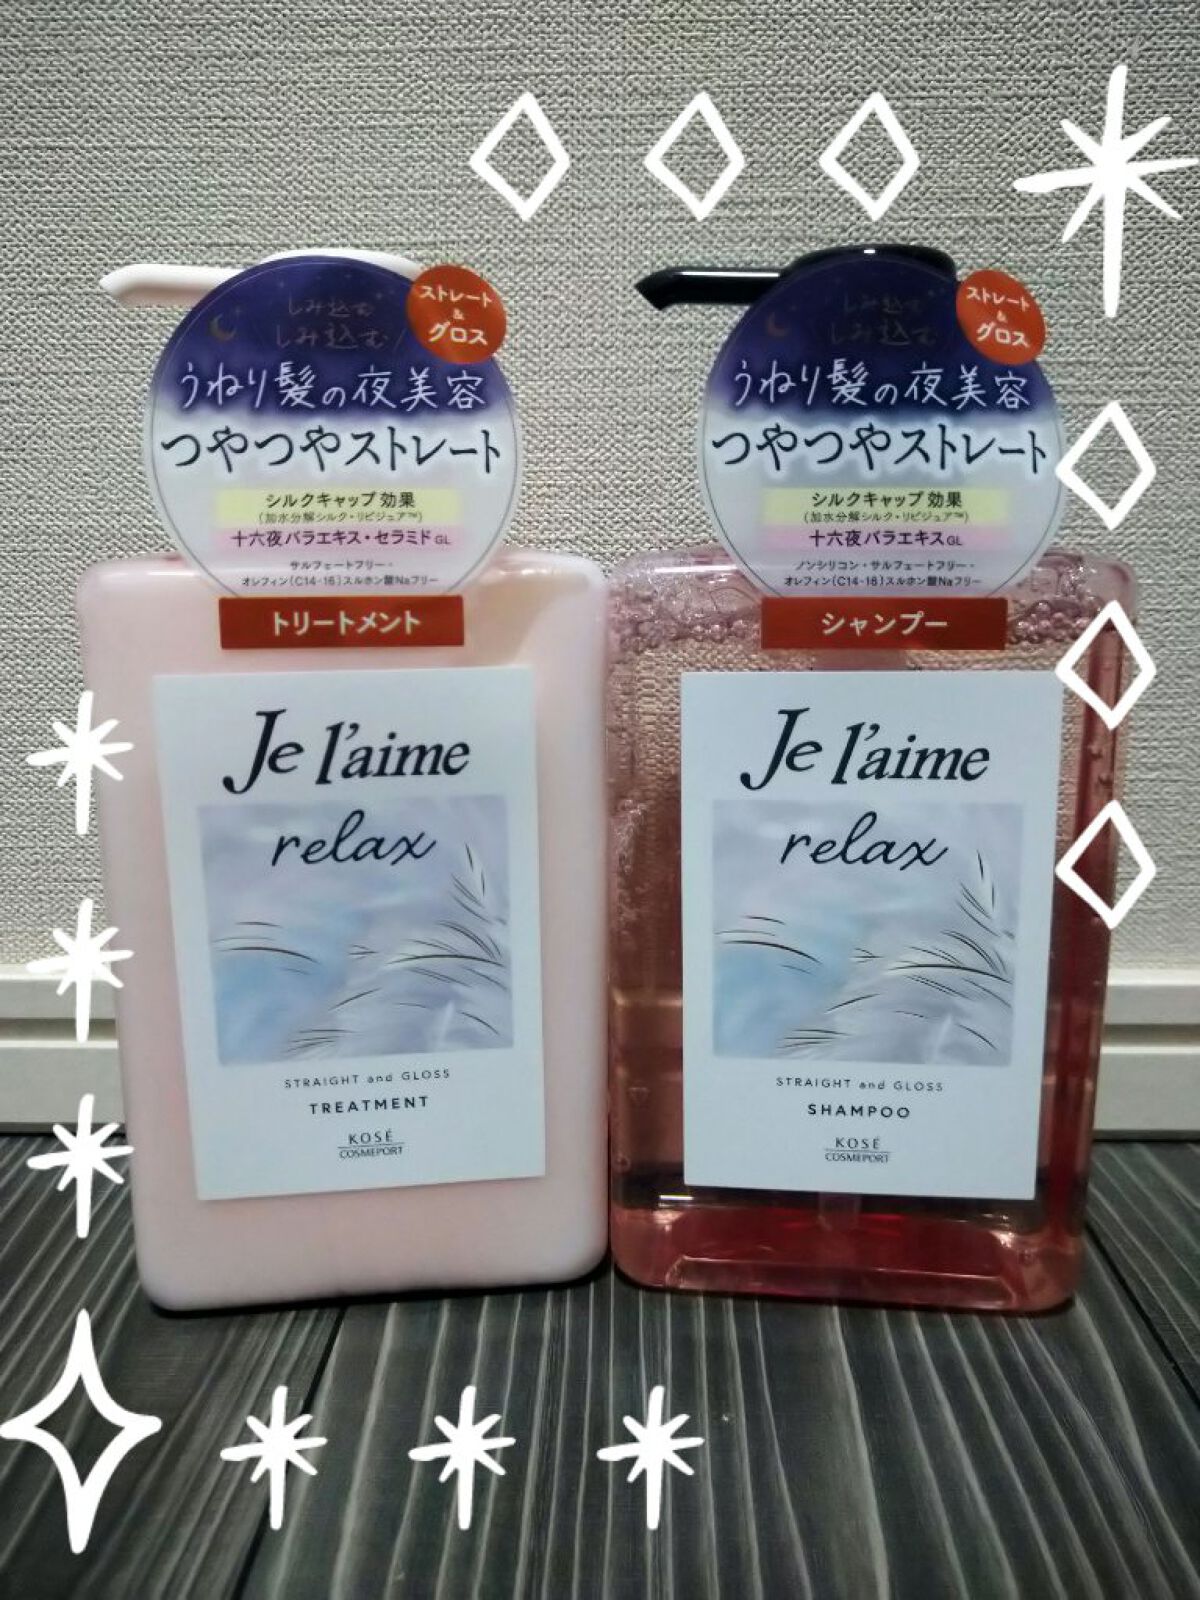 しみ込む
しみ込む
ストレート
&
グロス
うねり髪の夜美容
つやつやストレート
シルクキャップ効果
(加水分解シルク・リピジュア™)
十六夜バラエキス・セラミドGL
サルフェートフリー・
オレフィン(C14-16)スルホン酸Naフリー
トリートメント
Je l'aime
relax
STRAIGHT and GLOSS
TREATMENT
KOSÉ
COSMEPORT
しみ込む
しみ込む
ストレート
&
グロス
うねり髪の夜美容
つやつやストレート
シルクキャップ効果
(加水分解シルク・リピジュア™)
十六夜バラエキスGL
ノンシリコン・サルフェートフリー・
オレフィン(C14-16)スルホン酸Naフリー
シャンプー
Je l'aime
relax
STRAIGHT and GLOSS
SHAMPOO
KOSÉ
COSMEPORT